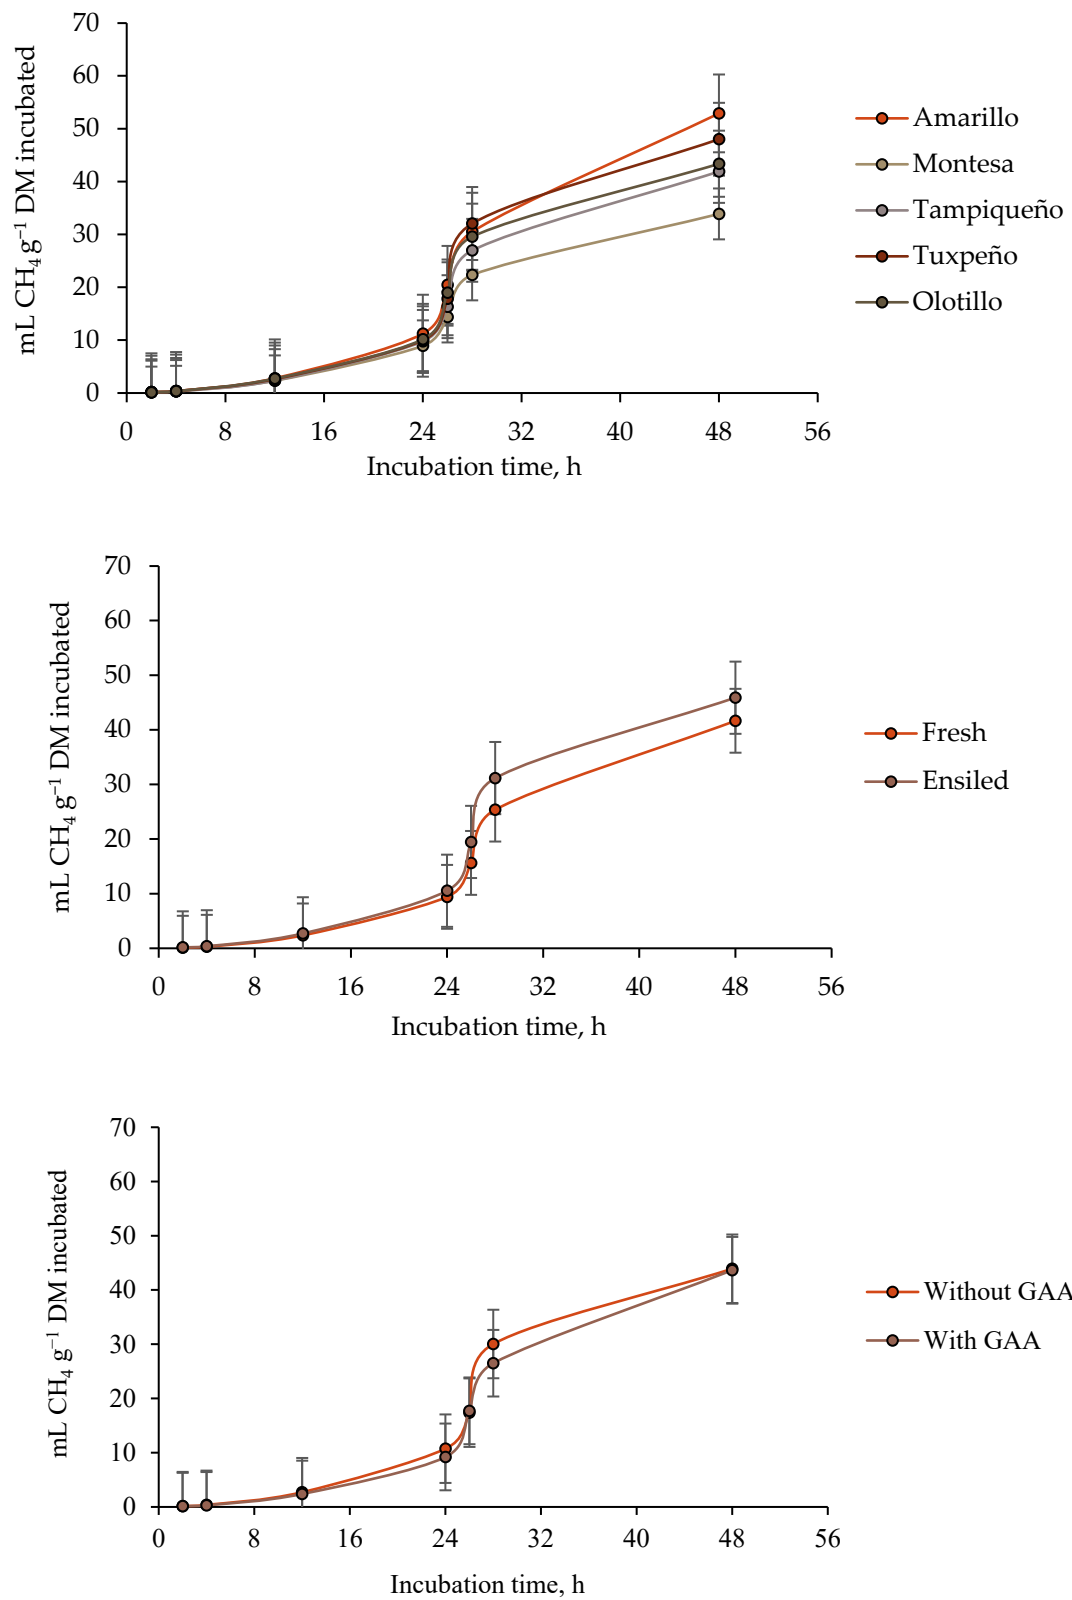 70
60
50
40
30
20
10
0
mL CH₄ g⁻¹ DM incubated
0 8 16 24 32 40 48 56
Incubation time, h
Amarillo
Montesa
Tampiqueño
Tuxpeño
Olotillo
70
60
50
40
30
20
10
0
mL CH₄ g⁻¹ DM incubated
0 8 16 24 32 40 48 56
Incubation time, h
Fresh
Ensiled
70
60
50
40
30
20
10
0
mL CH₄ g⁻¹ DM incubated
0 8 16 24 32 40 48 56
Incubation time, h
Without GAA
With GAA